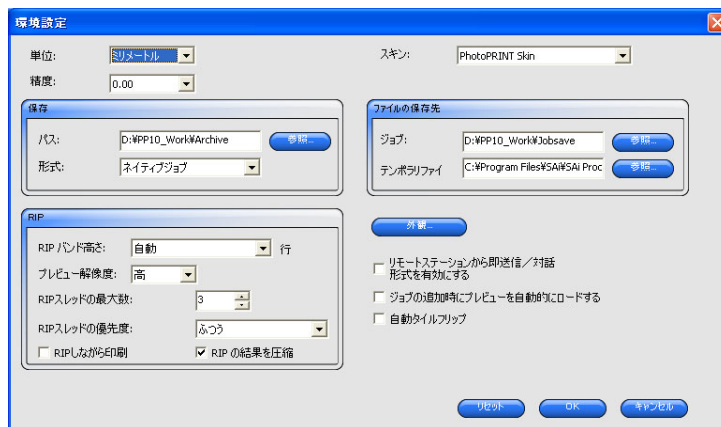 環境設定
単位: ミリメートル
スキン: PhotoPRINT Skin
精度: 0.00
保存
パス: D:¥PP10_Work¥Archive 参照...
形式: ネイティブジョブ
ファイルの保存先
ジョブ: D:¥PP10_Work¥Jobsave 参照...
テンポラリファイ C:¥Program Files¥SAi¥SAi Proc 参照...
RIP
RIP バンド高さ: 自動 行
プレビュー解像度: 高
RIPスレッドの最大数: 3
RIPスレッドの優先度: ふつう
RIPしながら印刷 RIP の結果を圧縮
外観...
リモートステーションから即送信／対話
形式を有効にする
ジョブの追加時にプレビューを自動的にロードする
自動タイルフリップ
リセット OK キャンセル